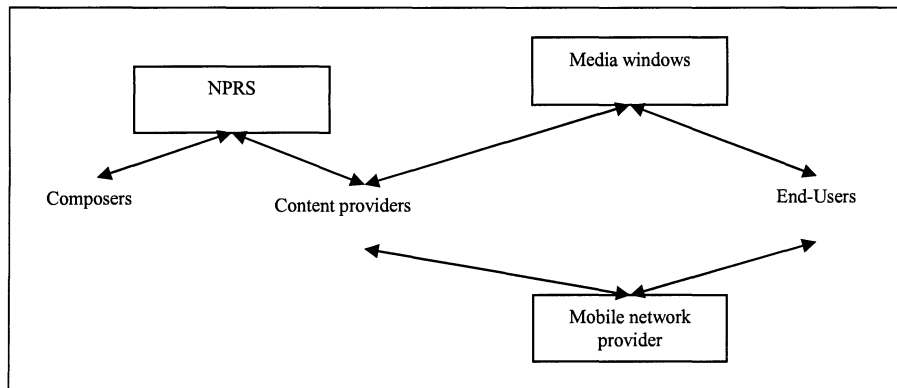 Media windows
NPRS
Composers
Content providers
End-Users
Mobile network
provider